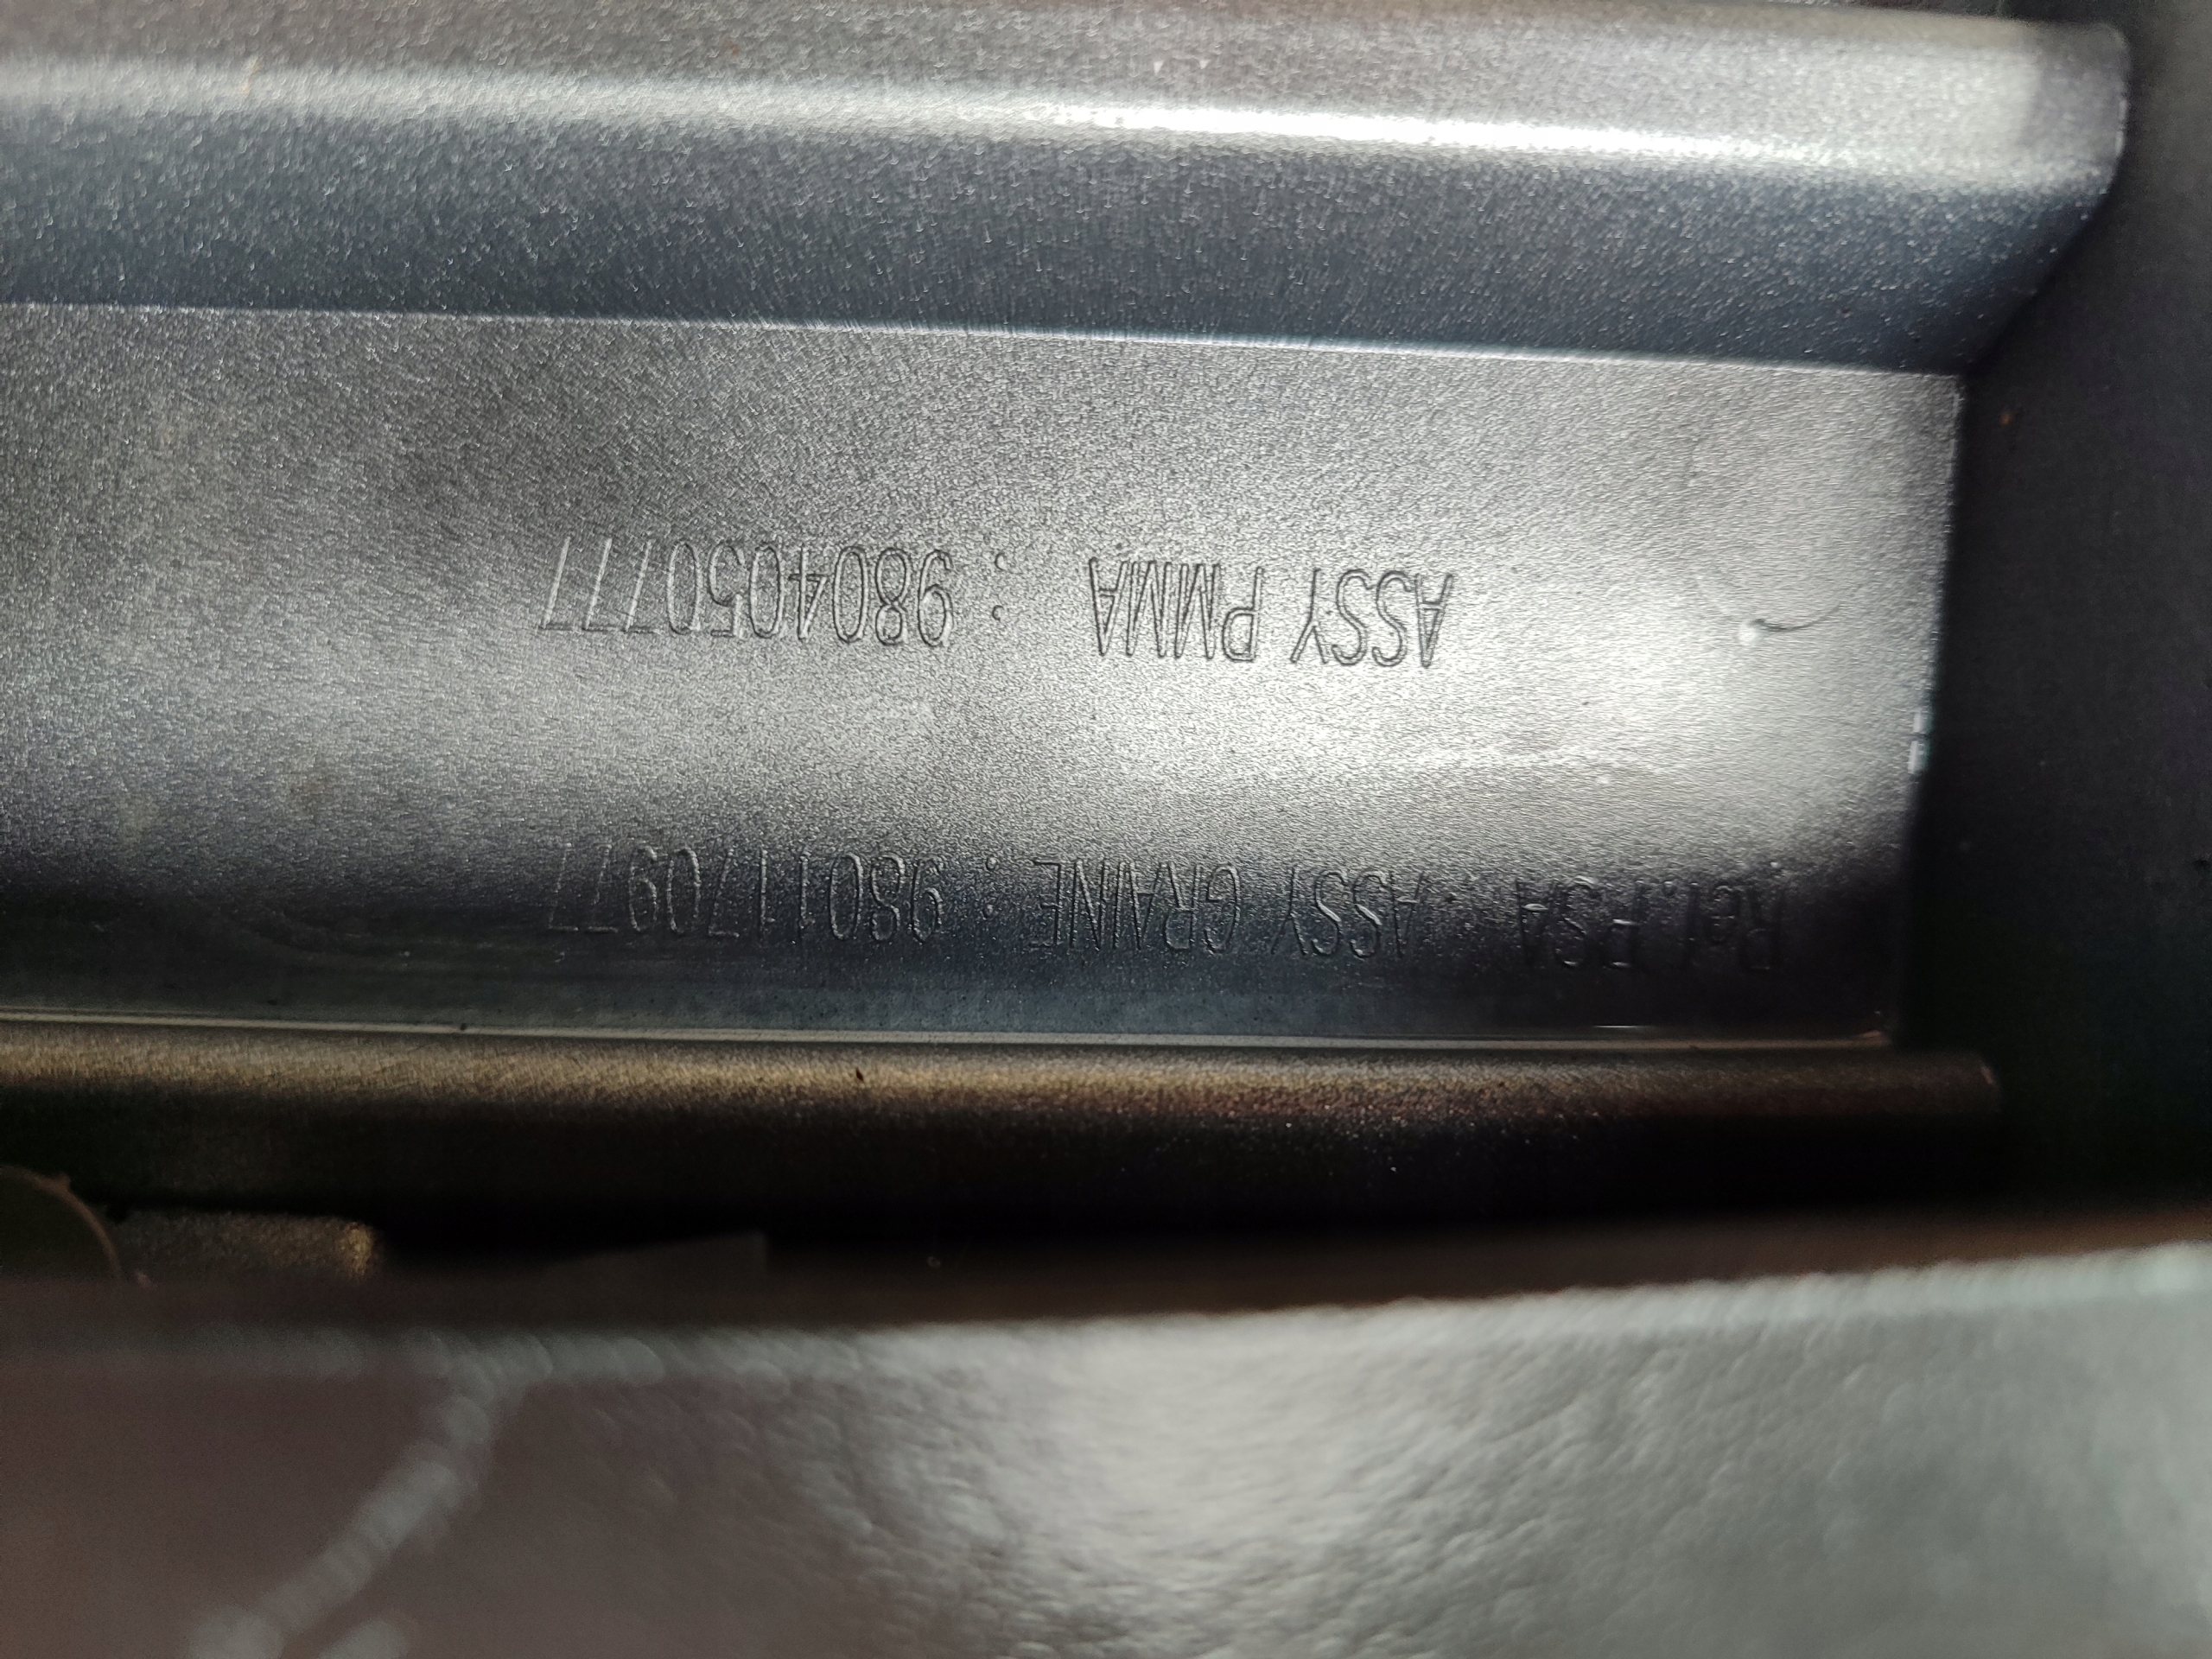 Ref. PSA : ASSY GRAINE : 9801170977
ASSY PMMA : 9804050777